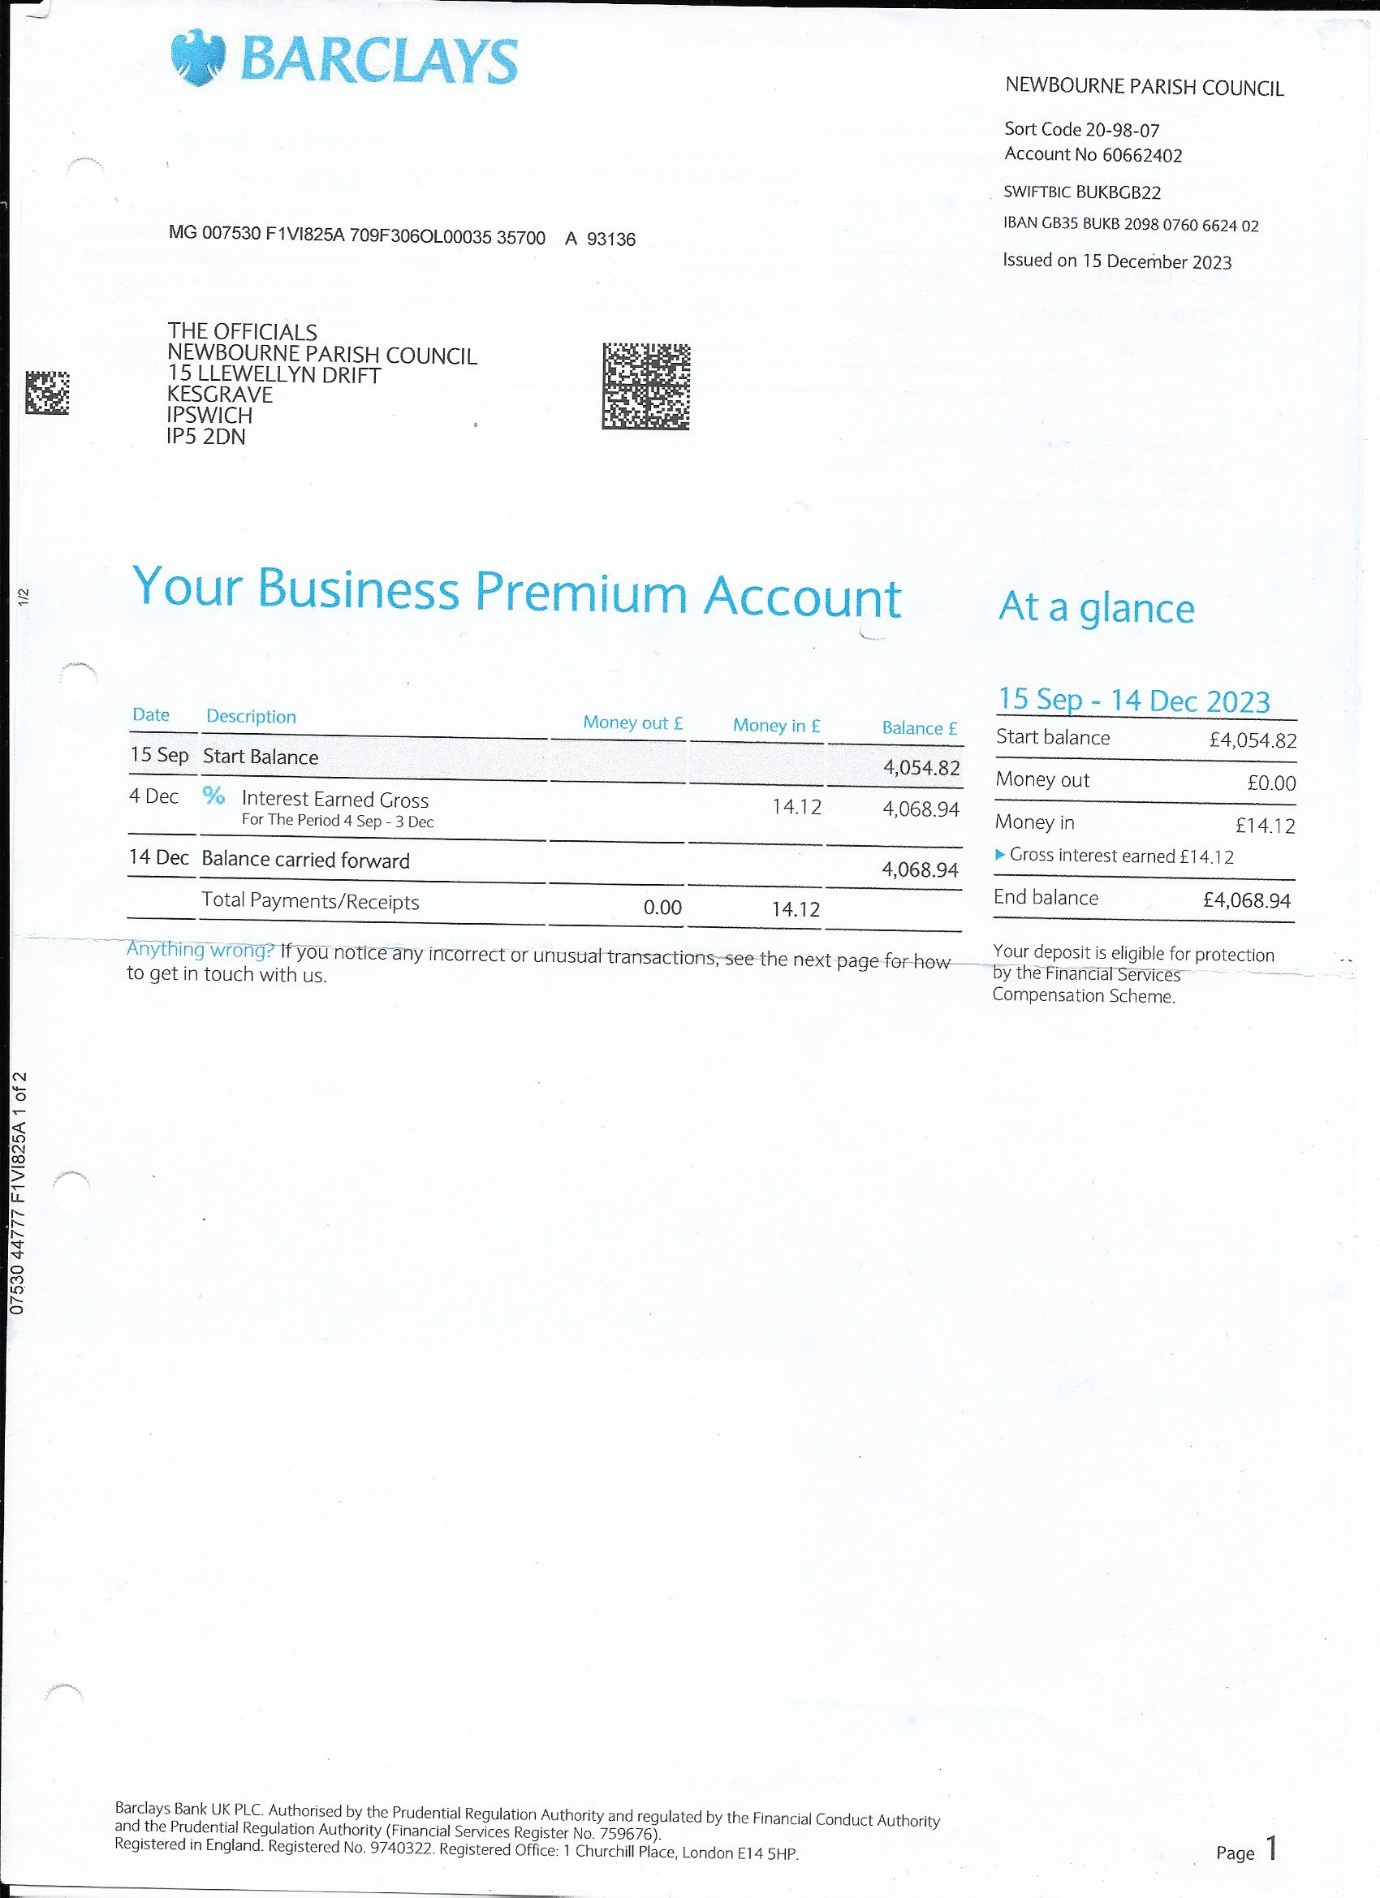 BARCLAYS
NEWBOURNE PARISH COUNCIL
Sort Code 20-98-07
Account No 60662402
SWIFTBIC BUKBGB22
IBAN GB35 BUKB 2098 0760 6624 02
Issued on 15 December 2023
MG 007530 F1VI825A 709F306OL00035 35700 A 93136
THE OFFICIALS
NEWBOURNE PARISH COUNCIL
15 LLEWELLYN DRIFT
KESGRAVE
IPSWICH
IP5 2DN
1/2
Your Business Premium Account
Date Description Money out £ Money in £ Balance £
15 Sep Start Balance 4,054.82
4 Dec % Interest Earned Gross 14.12 4,068.94
For The Period 4 Sep - 3 Dec
14 Dec Balance carried forward 4,068.94
Total Payments/Receipts 0.00 14.12
Anything wrong? If you notice any incorrect or unusual transactions, see the next page for how
to get in touch with us.
At a glance
15 Sep - 14 Dec 2023
Start balance £4,054.82
Money out £0.00
Money in £14.12
▶ Gross interest earned £14.12
End balance £4,068.94
Your deposit is eligible for protection
by the Financial Services
Compensation Scheme.
07530 44777 F1VI825A 1 of 2
Barclays Bank UK PLC. Authorised by the Prudential Regulation Authority and regulated by the Financial Conduct Authority
and the Prudential Regulation Authority (Financial Services Register No. 759676).
Registered in England. Registered No. 9740322. Registered Office: 1 Churchill Place, London E14 5HP.
Page 1